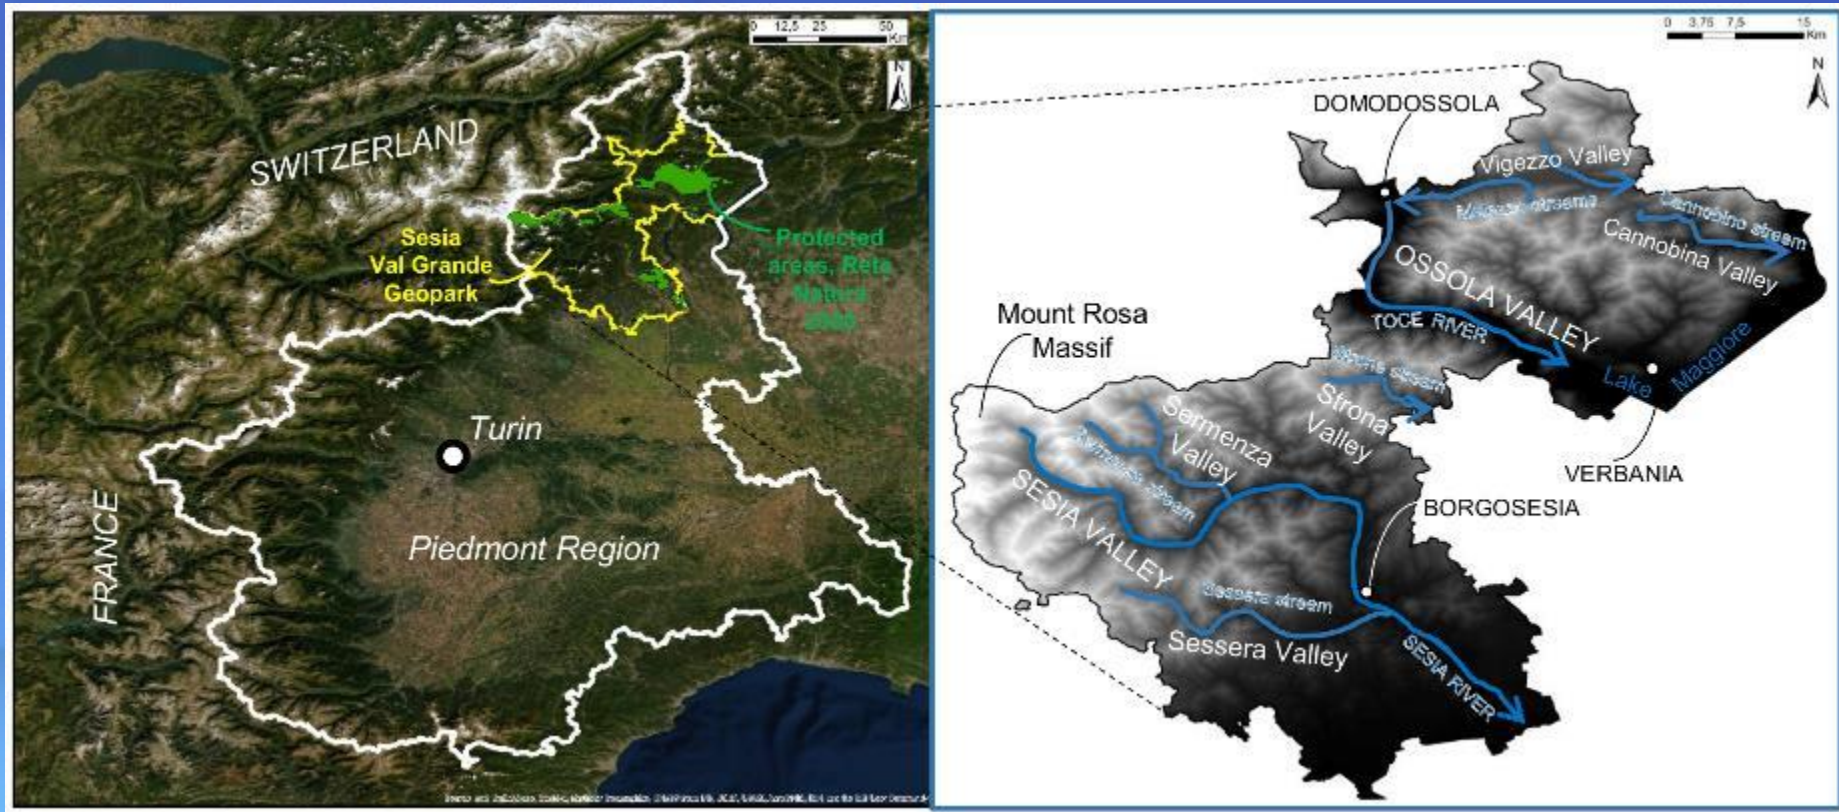 0 12,5 25 50
Km
N
SWITZERLAND
Sesia
Val Grande
Geopark
Protected
areas, Rete
Natura
2000
Turin
Piedmont Region
FRANCE
0 3,75 7,5 15
Km
N
DOMODOSSOLA
Vigezzo Valley
Cannobino stream
Cannobina Valley
OSSOLA VALLEY
TOCE RIVER
Lake Maggiore
VERBANIA
Mount Rosa
Massif
Strona
Valley
Sermenza
Valley
stream
SESIA VALLEY
BORGOSESIA
Sessera stream
Sessera Valley
SESIA RIVER